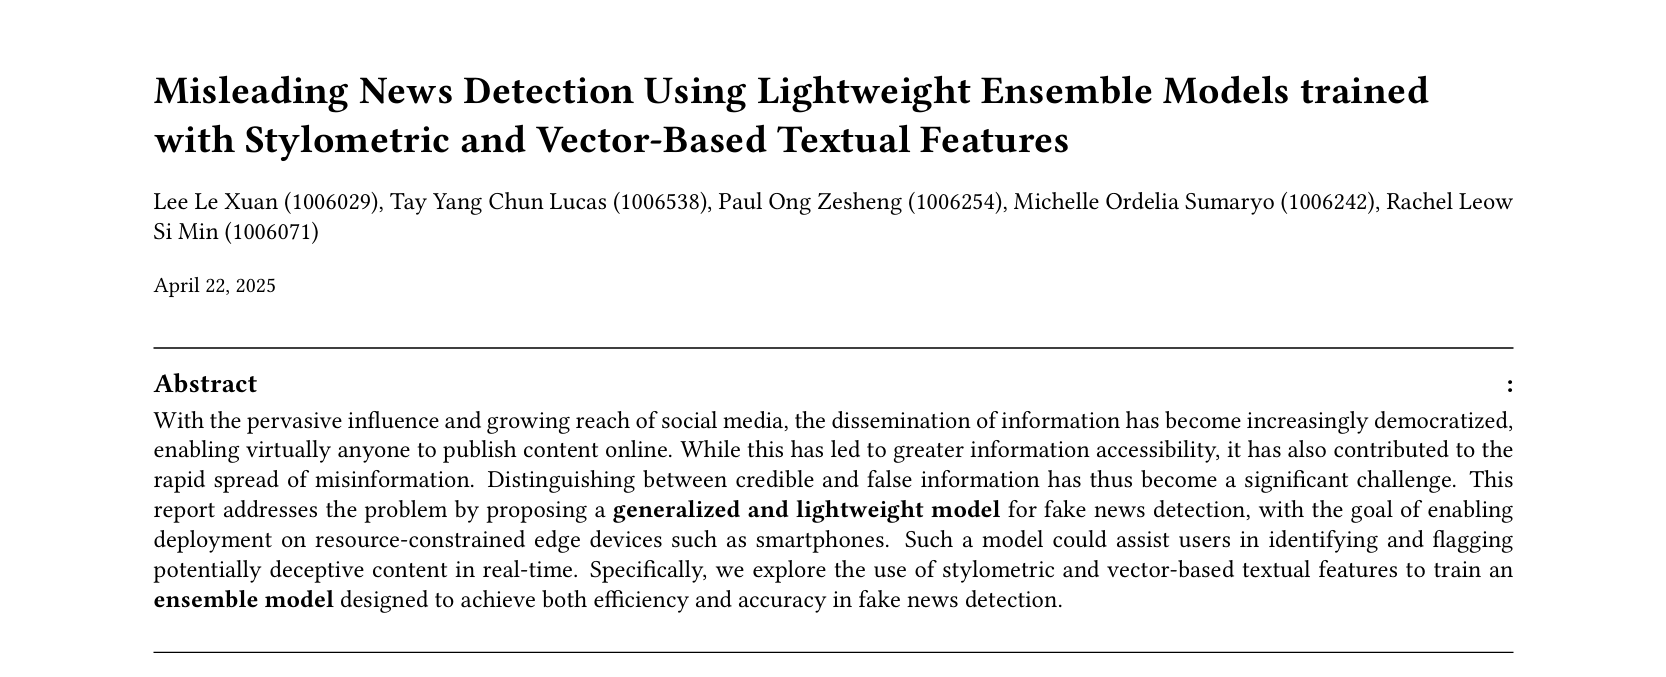 Misleading News Detection Using Lightweight Ensemble Models trained
with Stylometric and Vector-Based Textual Features
Lee Le Xuan (1006029), Tay Yang Chun Lucas (1006538), Paul Ong Zesheng (1006254), Michelle Ordelia Sumaryo (1006242), Rachel Leow
Si Min (1006071)
April 22, 2025
Abstract :
With the pervasive influence and growing reach of social media, the dissemination of information has become increasingly democratized,
enabling virtually anyone to publish content online. While this has led to greater information accessibility, it has also contributed to the
rapid spread of misinformation. Distinguishing between credible and false information has thus become a significant challenge. This
report addresses the problem by proposing a generalized and lightweight model for fake news detection, with the goal of enabling
deployment on resource-constrained edge devices such as smartphones. Such a model could assist users in identifying and flagging
potentially deceptive content in real-time. Specifically, we explore the use of stylometric and vector-based textual features to train an
ensemble model designed to achieve both efficiency and accuracy in fake news detection.